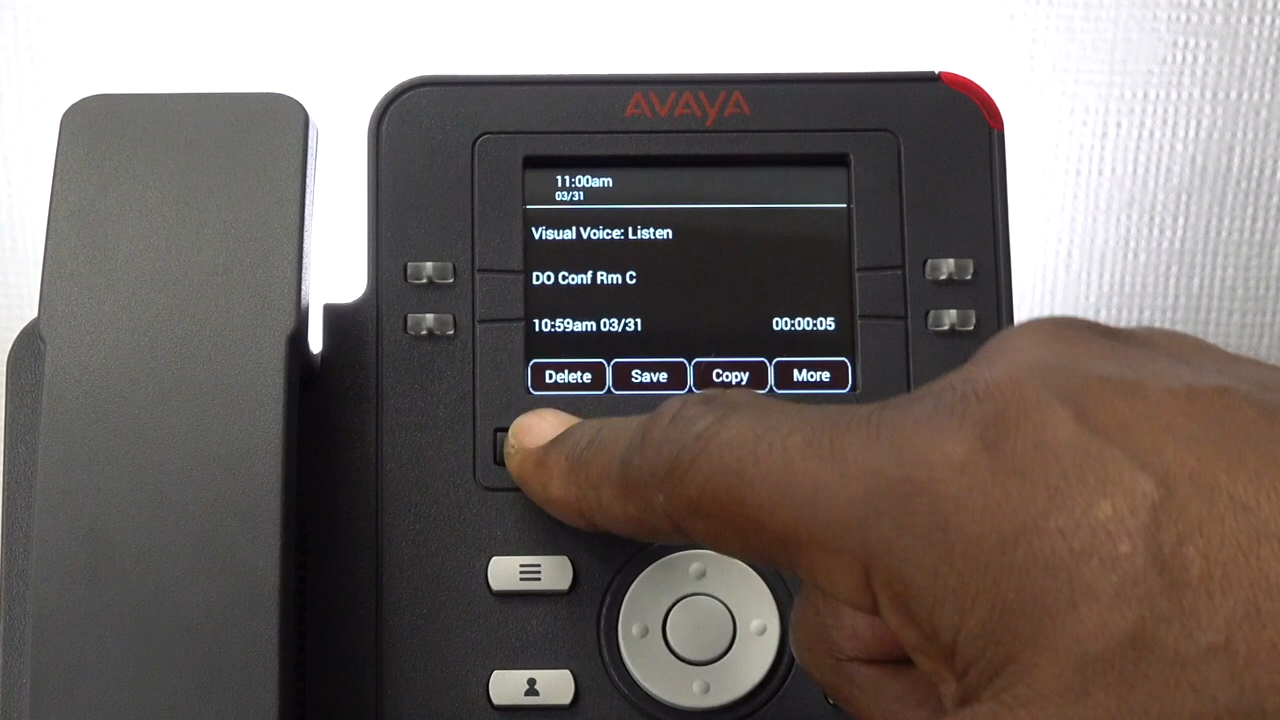 AVAYA
11:00am
03/31
Visual Voice: Listen
DO Conf Rm C
10:59am 03/31 00:00:05
Delete Save Copy More